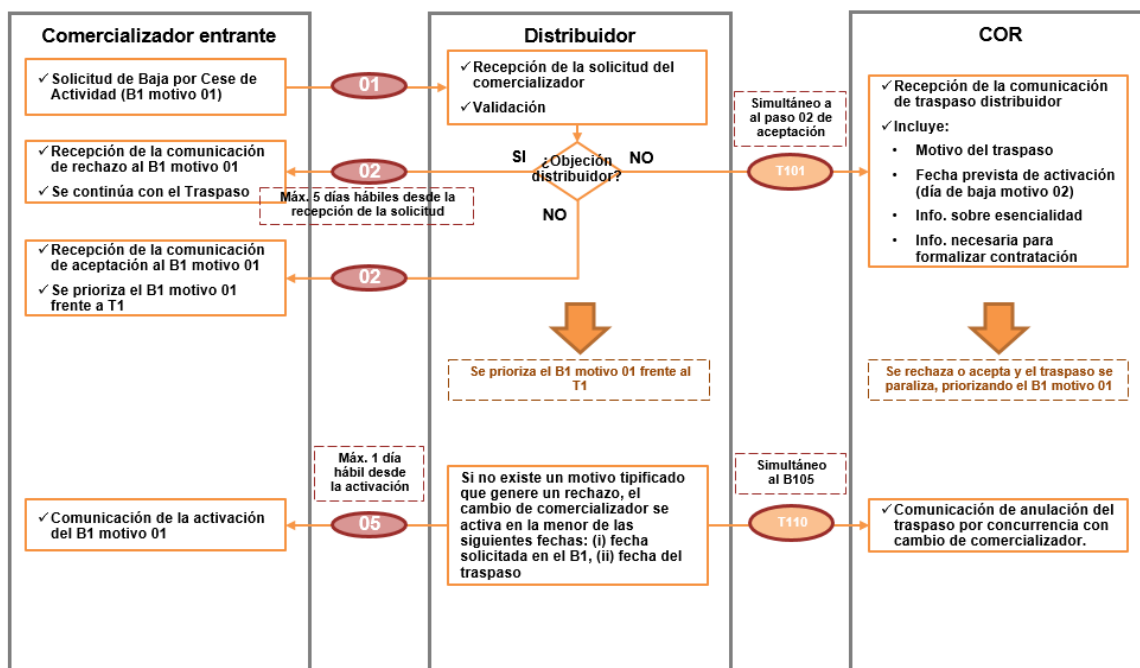 Comercializador entrante
✓ Solicitud de Baja por Cese de
Actividad (B1 motivo 01)
✓ Recepción de la comunicación
de rechazo al B1 motivo 01
✓ Se continúa con el Traspaso
✓ Recepción de la comunicación
de aceptación al B1 motivo 01
✓ Se prioriza el B1 motivo 01
frente a T1
✓ Comunicación de la activación
del B1 motivo 01
01
02
Máx. 5 días hábiles desde la
recepción de la solicitud
02
Máx. 1 día
hábil desde
la activación
05
Distribuidor
✓ Recepción de la solicitud del
comercializador
✓ Validación
SI
¿Objeción
distribuidor?
NO
NO
Se prioriza el B1 motivo 01 frente al
T1
Si no existe un motivo tipificado
que genere un rechazo, el
cambio de comercializador se
activa en la menor de las
siguientes fechas: (i) fecha
solicitada en el B1, (ii) fecha del
traspaso
Simultáneo a
al paso 02 de
aceptación
T101
Simultáneo
al B105
T110
COR
✓ Recepción de la comunicación
de traspaso distribuidor
✓ Incluye:
• Motivo del traspaso
• Fecha prevista de activación
(día de baja motivo 02)
• Info. sobre esencialidad
• Info. necesaria para
formalizar contratación
Se rechaza o acepta y el traspaso se
paraliza, priorizando el B1 motivo 01
✓ Comunicación de anulación del
traspaso por concurrencia con
cambio de comercializador.